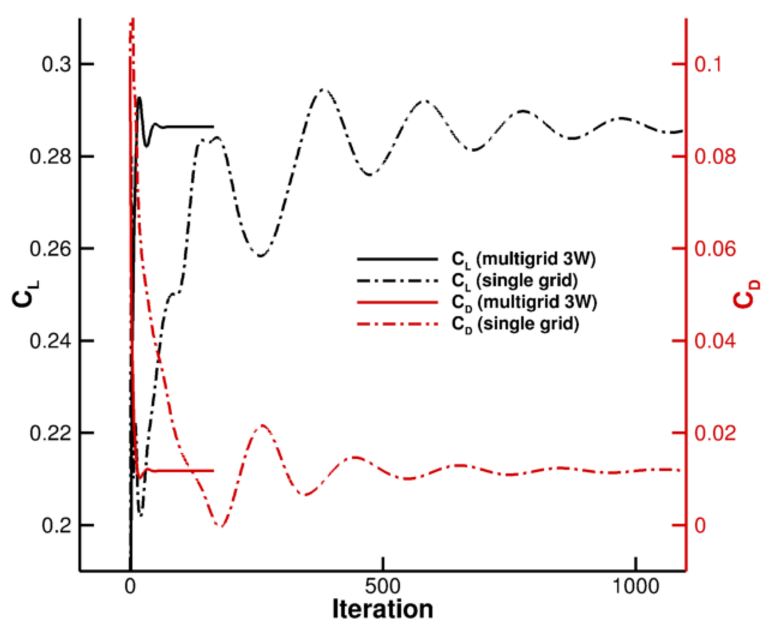 0.3
0.28
0.26
0.24
0.22
0.2
C_L
0.1
0.08
0.06
0.04
0.02
0
C_D
C_L (multigrid 3W)
C_L (single grid)
C_D (multigrid 3W)
C_D (single grid)
0 500 1000
Iteration